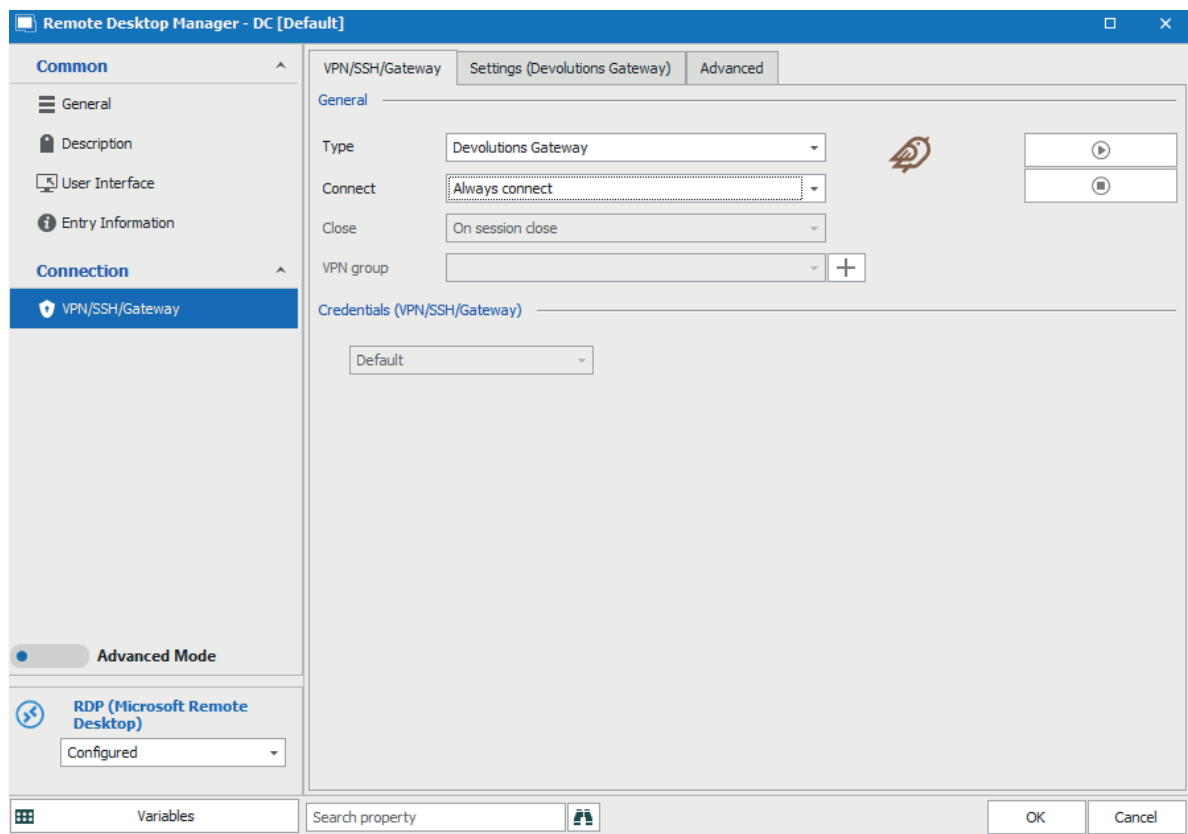 Remote Desktop Manager - DC [Default]
Common
General
Description
User Interface
Entry Information
Connection
VPN/SSH/Gateway
Advanced Mode
RDP (Microsoft Remote
Desktop)
Configured
Variables
VPN/SSH/Gateway
Settings (Devolutions Gateway)
Advanced
General
Type
Devolutions Gateway
Connect
Always connect
Close
On session close
VPN group
Credentials (VPN/SSH/Gateway)
Default
Search property
OK
Cancel